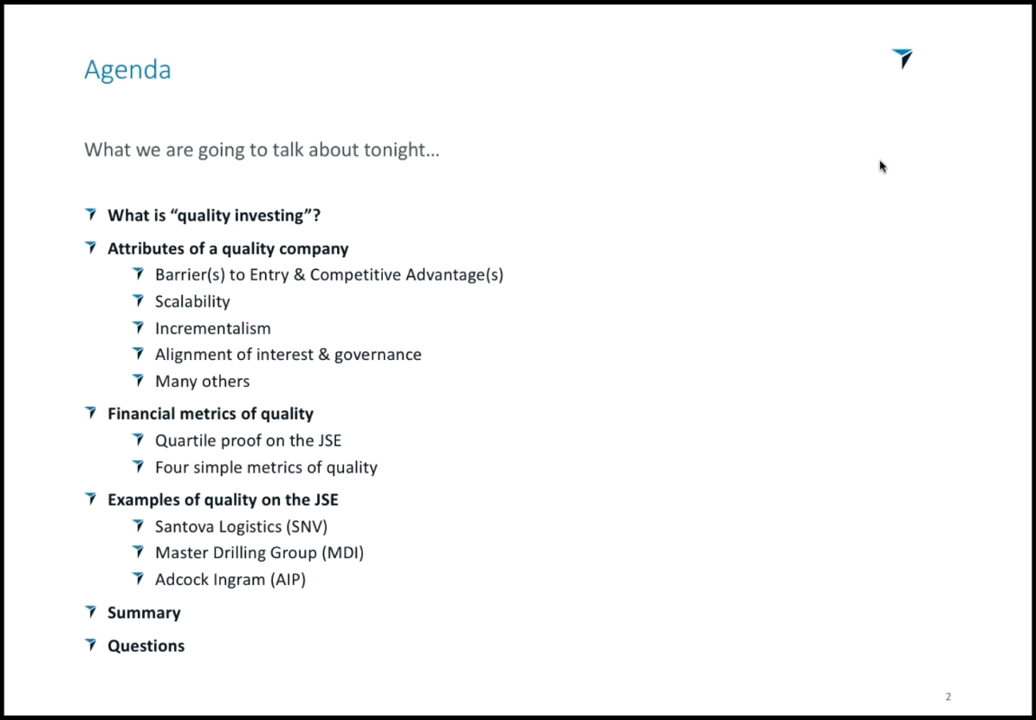 Agenda
What we are going to talk about tonight...
What is “quality investing”?
Attributes of a quality company
Barrier(s) to Entry & Competitive Advantage(s)
Scalability
Incrementalism
Alignment of interest & governance
Many others
Financial metrics of quality
Quartile proof on the JSE
Four simple metrics of quality
Examples of quality on the JSE
Santova Logistics (SNV)
Master Drilling Group (MDI)
Adcock Ingram (AIP)
Summary
Questions
2